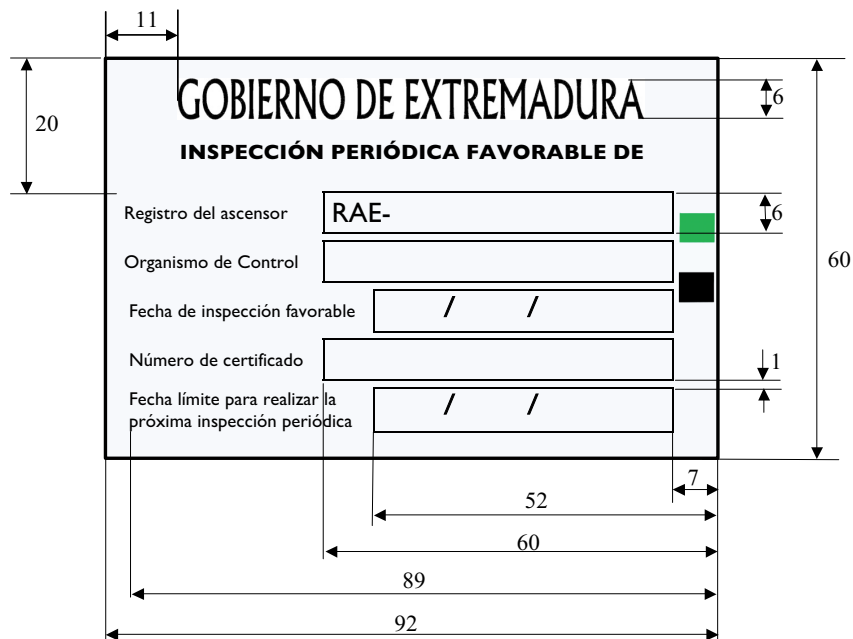 11
GOBIERNO DE EXTREMADURA
6
20
INSPECCIÓN PERIÓDICA FAVORABLE DE
Registro del ascensor RAE-
6
Organismo de Control
60
Fecha de inspección favorable / /
Número de certificado
1
Fecha límite para realizar la
próxima inspección periódica / /
7
52
60
89
92